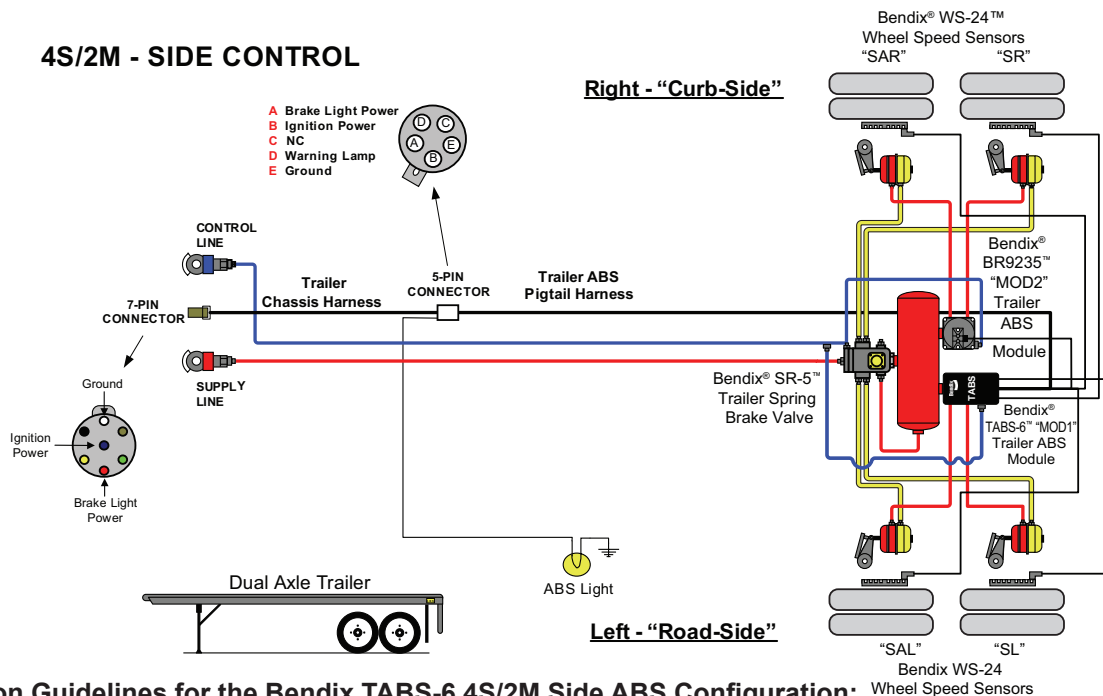 4S/2M - SIDE CONTROL
Bendix® WS-24™
Wheel Speed Sensors
“SAR” “SR”
Right - “Curb-Side”
A Brake Light Power
B Ignition Power
C NC
D Warning Lamp
E Ground
D C
A E
B
CONTROL
LINE
Trailer
Chassis Harness
5-PIN
CONNECTOR
Trailer ABS
Pigtail Harness
7-PIN
CONNECTOR
SUPPLY
LINE
Bendix®
BR9235™
“MOD2”
Trailer
ABS
Module
Bendix® SR-5™
Trailer Spring
Brake Valve
TABS
Bendix®
TABS-6™ “MOD1”
Trailer ABS
Module
Ground
Ignition
Power
Brake Light
Power
Dual Axle Trailer
ABS Light
Left - “Road-Side”
“SAL” “SL”
Bendix WS-24
Wheel Speed Sensors
on Guidelines for the Bendix TABS-6 4S/2M Side ABS Configuration: